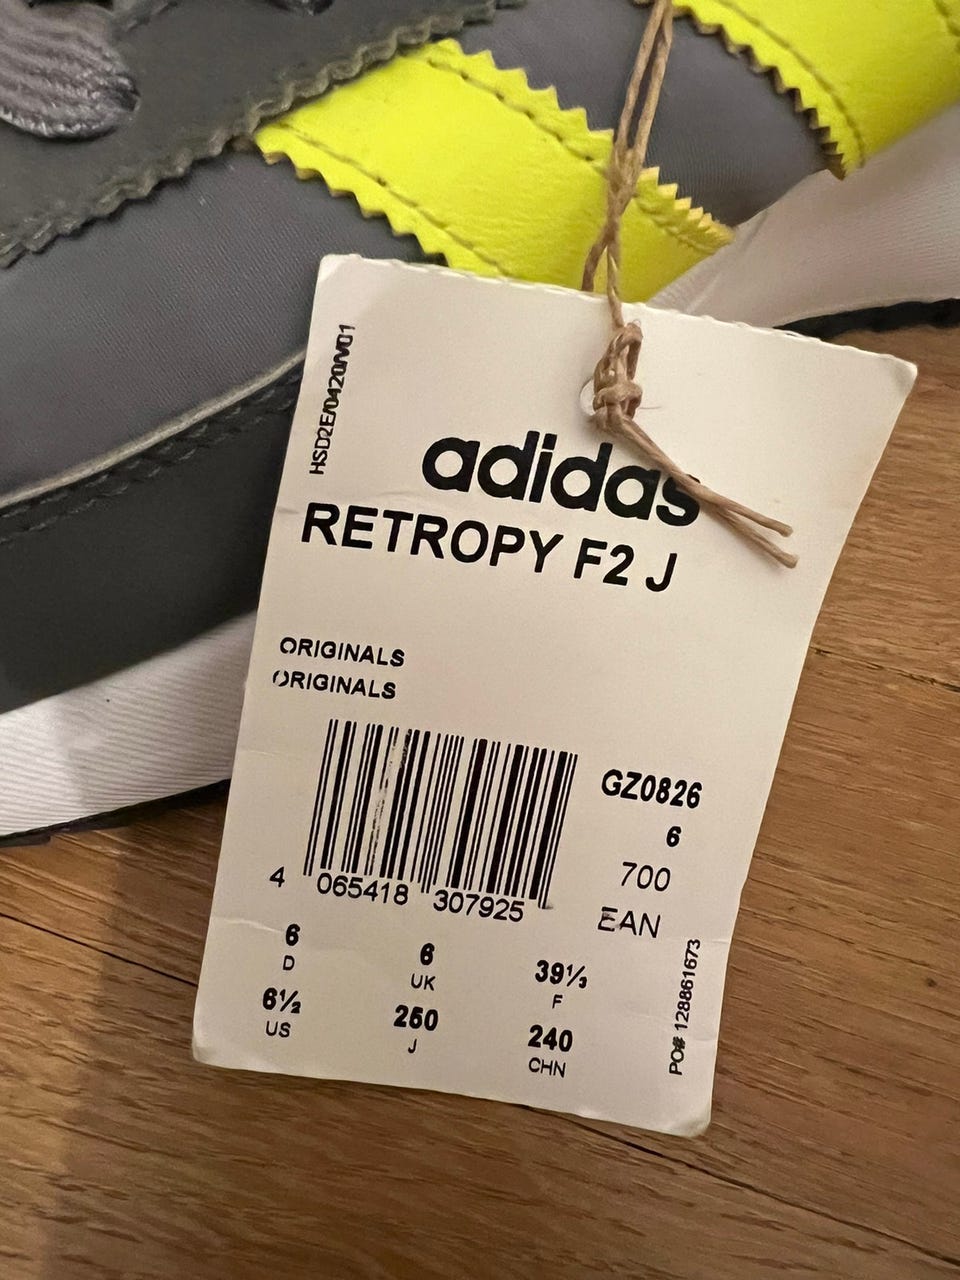 HSD2E/0420/V01
adidas
RETROPY F2 J
ORIGINALS
ORIGINALS
GZ0826
6
700
EAN
4 065418 307925
6 6 39⅓
D UK F
6½ 250 240
US J CHN
PO# 128861673